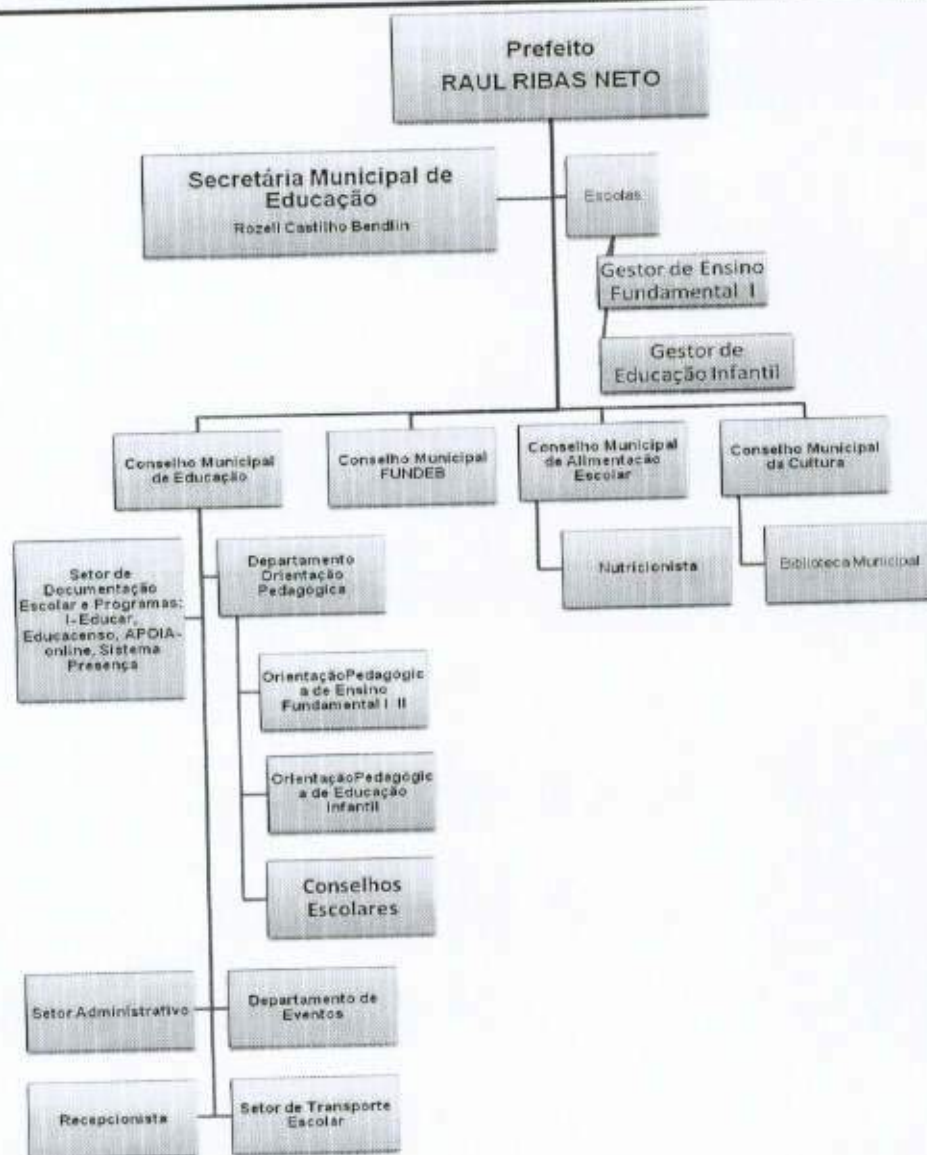 Prefeito
RAUL RIBAS NETO
Secretária Municipal de
Educação
Rozeli Castilho Bendlin
Escolas
Gestor de Ensino
Fundamental I
Gestor de
Educação Infantil
Conselho Municipal
de Educação
Conselho Municipal
FUNDEB
Conselho Municipal
de Alimentação
Escolar
Conselho Municipal
da Cultura
Setor de
Documentação
Escolar e Programas:
I-Educar,
Educacenso, APOIA-
online, Sistema
Presença
Departamento
Orientação
Pedagógica
Nutricionista
Biblioteca Municipal
OrientaçãoPedagógic
a de Ensino
Fundamental I II
OrientaçãoPedagógic
a de Educação
Infantil
Conselhos
Escolares
Setor Administrativo
Departamento de
Eventos
Recepcionista
Setor de Transporte
Escolar